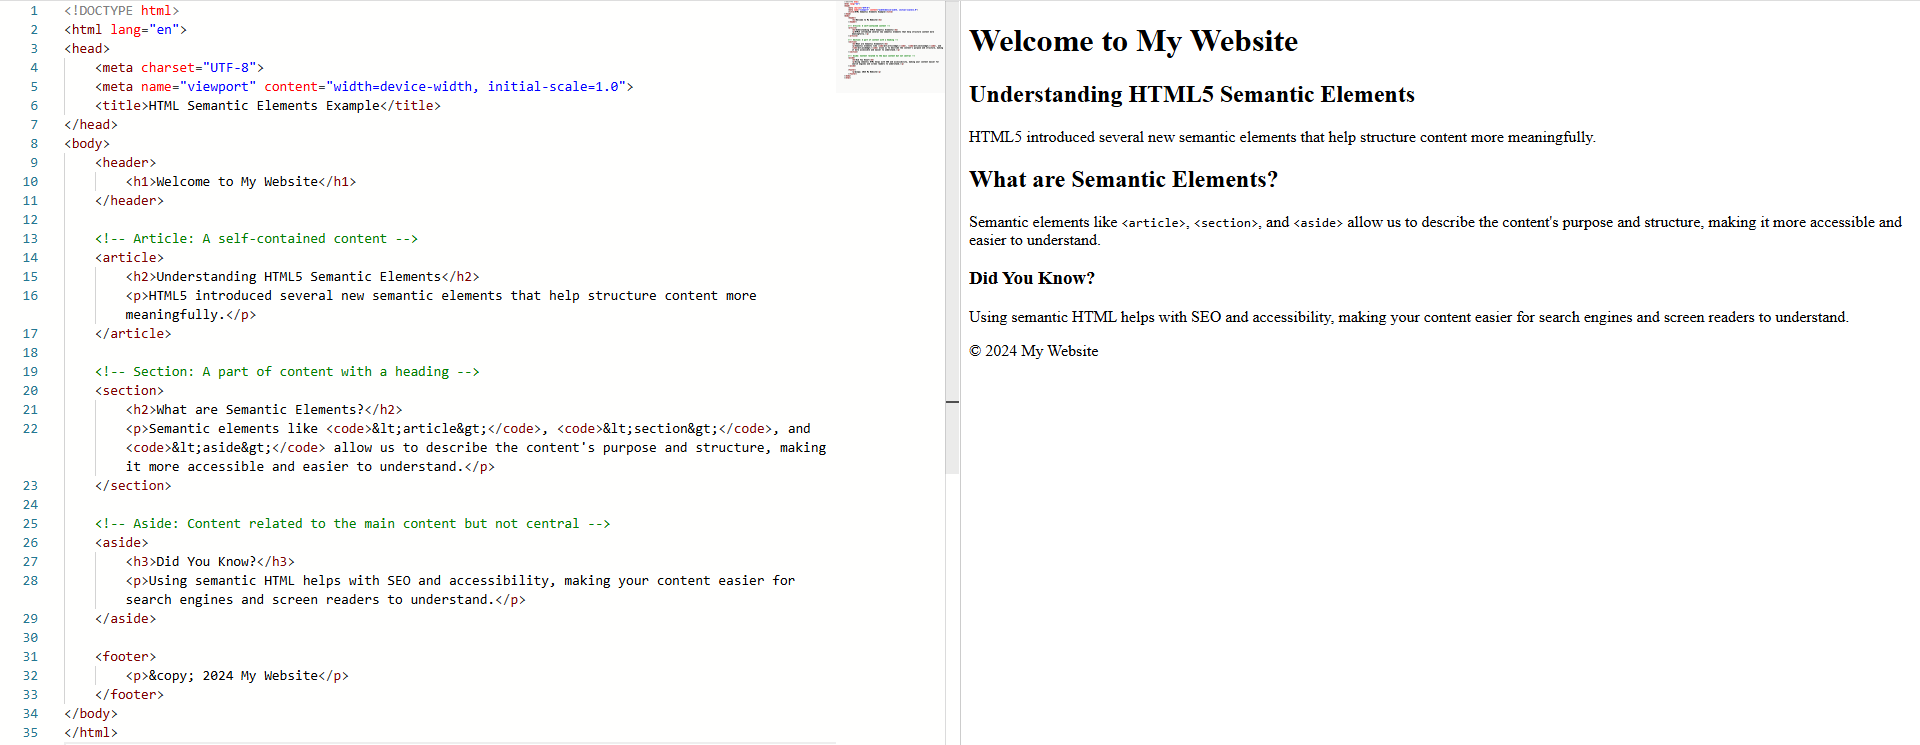 1 <!DOCTYPE html>
2 <html lang="en">
3 <head>
4     <meta charset="UTF-8">
5     <meta name="viewport" content="width=device-width, initial-scale=1.0">
6     <title>HTML Semantic Elements Example</title>
7 </head>
8 <body>
9     <header>
10         <h1>Welcome to My Website</h1>
11     </header>
12
13     <!-- Article: A self-contained content -->
14     <article>
15         <h2>Understanding HTML5 Semantic Elements</h2>
16         <p>HTML5 introduced several new semantic elements that help structure content more
        meaningfully.</p>
17     </article>
18
19     <!-- Section: A part of content with a heading -->
20     <section>
21         <h2>What are Semantic Elements?</h2>
22         <p>Semantic elements like <code>&lt;article&gt;</code>, <code>&lt;section&gt;</code>, and
        <code>&lt;aside&gt;</code> allow us to describe the content's purpose and structure, making
        it more accessible and easier to understand.</p>
23     </section>
24
25     <!-- Aside: Content related to the main content but not central -->
26     <aside>
27         <h3>Did You Know?</h3>
28         <p>Using semantic HTML helps with SEO and accessibility, making your content easier for
        search engines and screen readers to understand.</p>
29     </aside>
30
31     <footer>
32         <p>&copy; 2024 My Website</p>
33     </footer>
34 </body>
35 </html>
Welcome to My Website
Understanding HTML5 Semantic Elements
HTML5 introduced several new semantic elements that help structure content more meaningfully.
What are Semantic Elements?
Semantic elements like <article>, <section>, and <aside> allow us to describe the content's purpose and structure, making it more accessible and
easier to understand.
Did You Know?
Using semantic HTML helps with SEO and accessibility, making your content easier for search engines and screen readers to understand.
© 2024 My Website